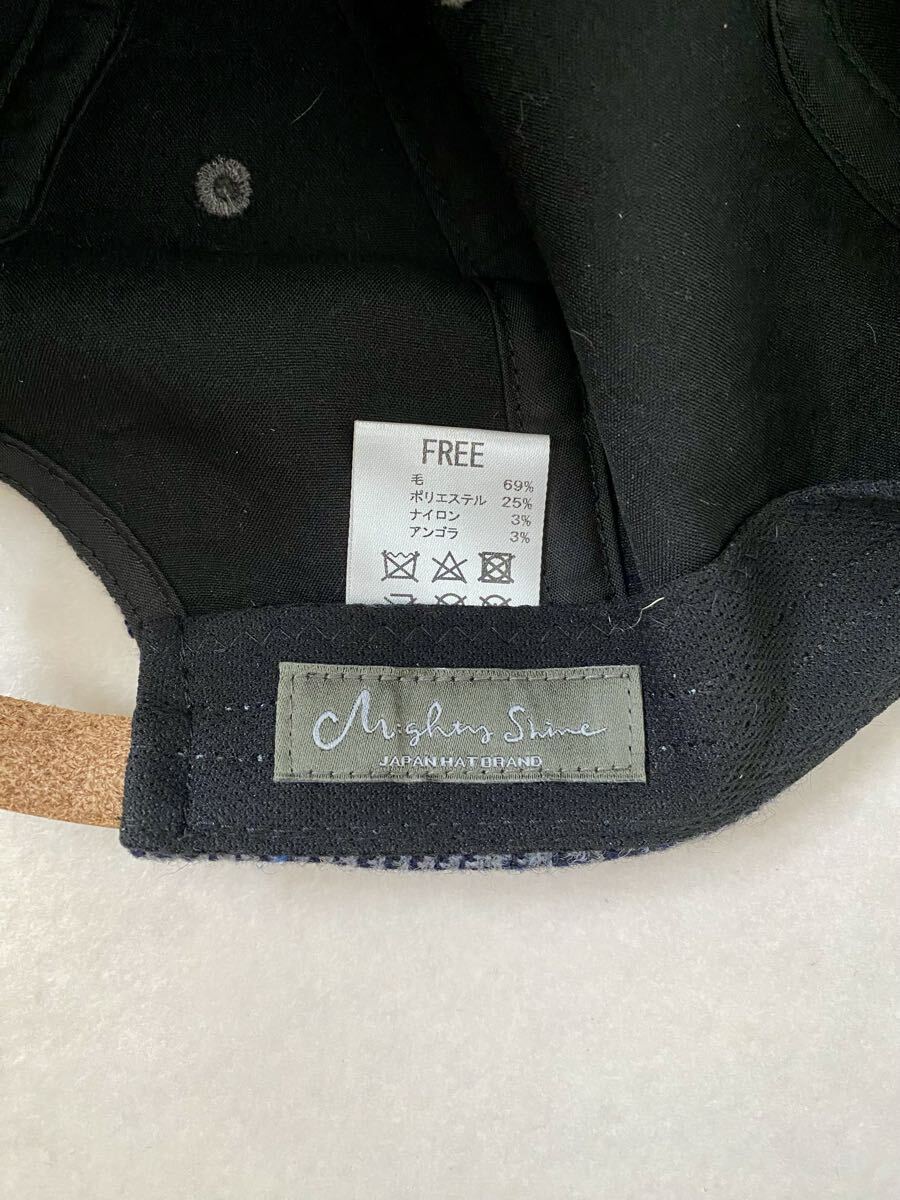 FREE
毛 69%
ポリエステル 25%
ナイロン 3%
アンゴラ 3%
Mighty Shine
JAPAN HAT BRAND